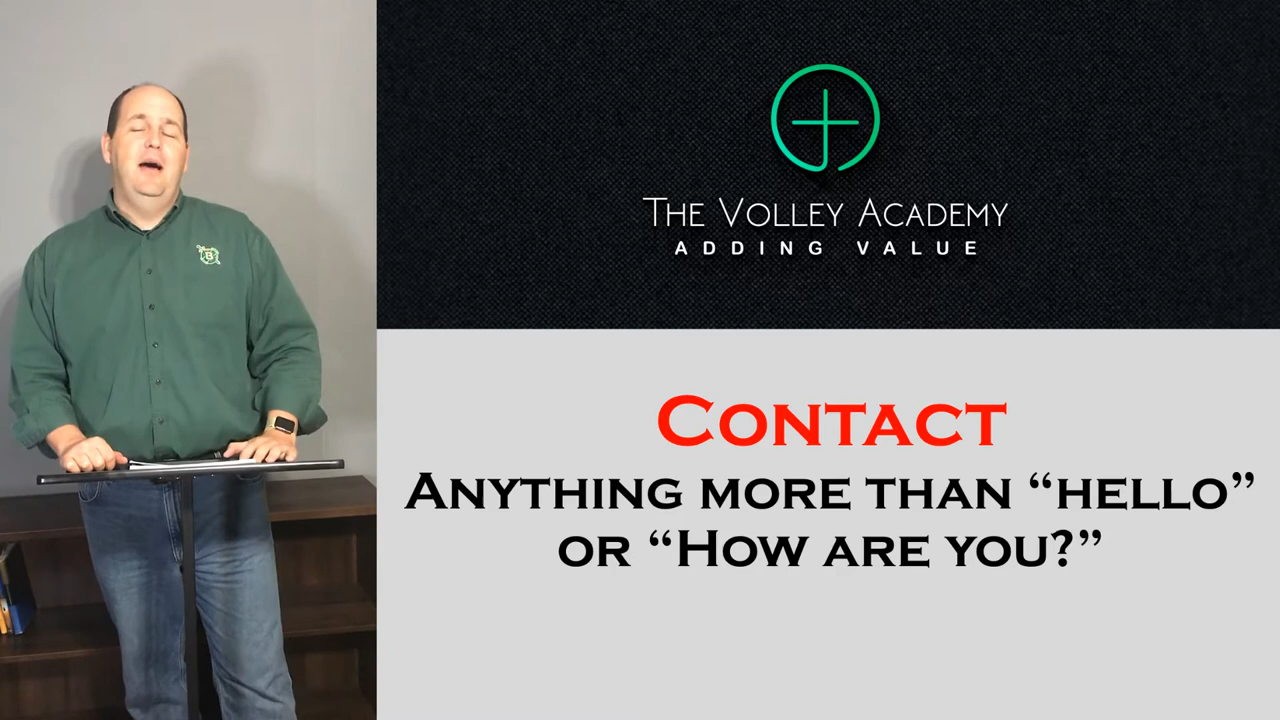 The Volley Academy
ADDING VALUE
Contact
Anything more than “hello”
or “How are you?”